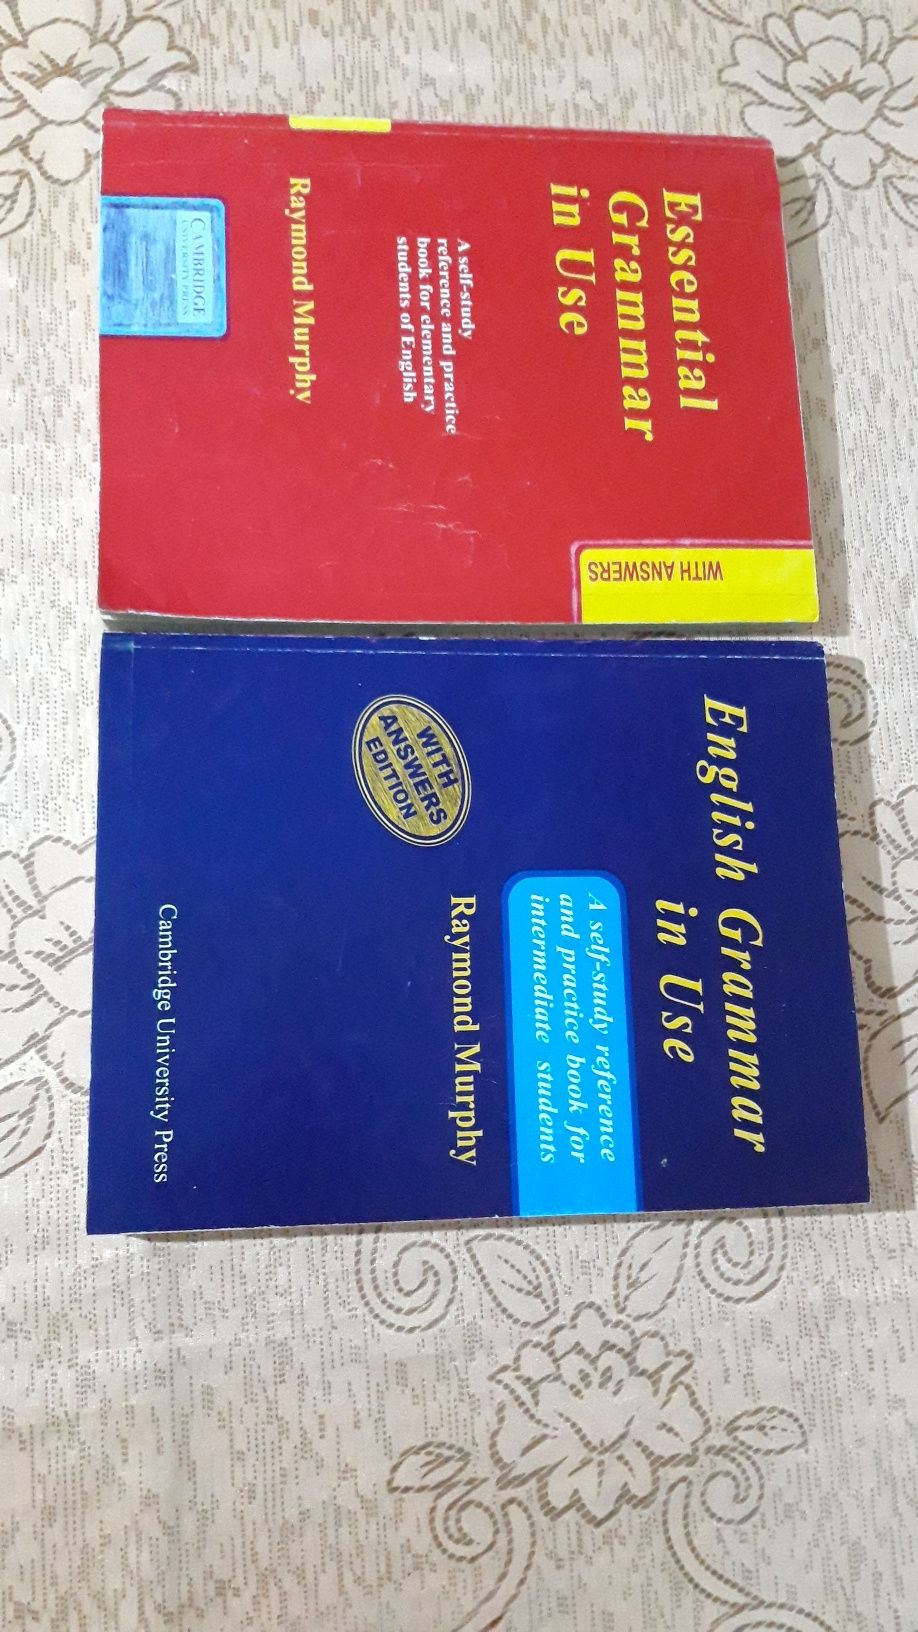 Essential
Grammar
in Use
WITH ANSWERS
A self-study
reference and practice
book for elementary
students of English
Raymond Murphy
CAMBRIDGE
UNIVERSITY PRESS
English Grammar
in Use
A self-study reference
and practice book for
intermediate students
WITH
ANSWERS
EDITION
Raymond Murphy
Cambridge University Press